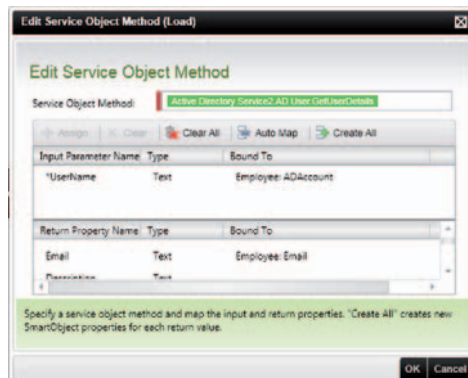 Edit Service Object Method (Load)
Edit Service Object Method
Service Object Method: Active Directory Service2.AD User.GetUserDetails
Assign Clear Clear All Auto Map Create All
Input Parameter Name Type Bound To
*UserName Text Employee: ADAccount
Return Property Name Type Bound To
Email Text Employee: Email
Description Text
Specify a service object method and map the input and return properties. "Create All" creates new
SmartObject properties for each return value.
OK Cancel